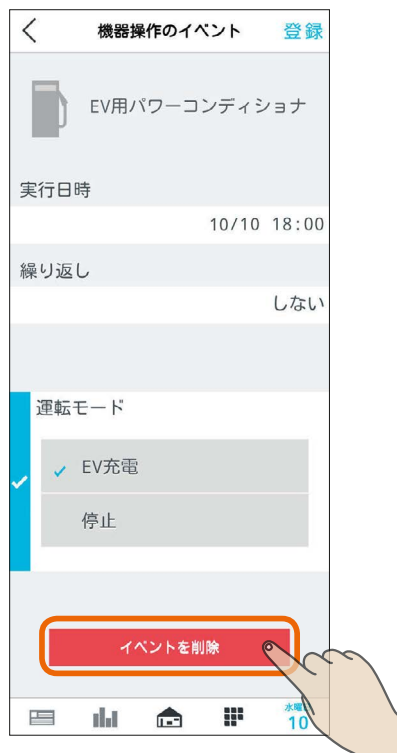 機器操作のイベント 登録
EV用パワーコンディショナ
実行日時
10/10 18:00
繰り返し
しない
運転モード
EV充電
停止
イベントを削除
水曜
10